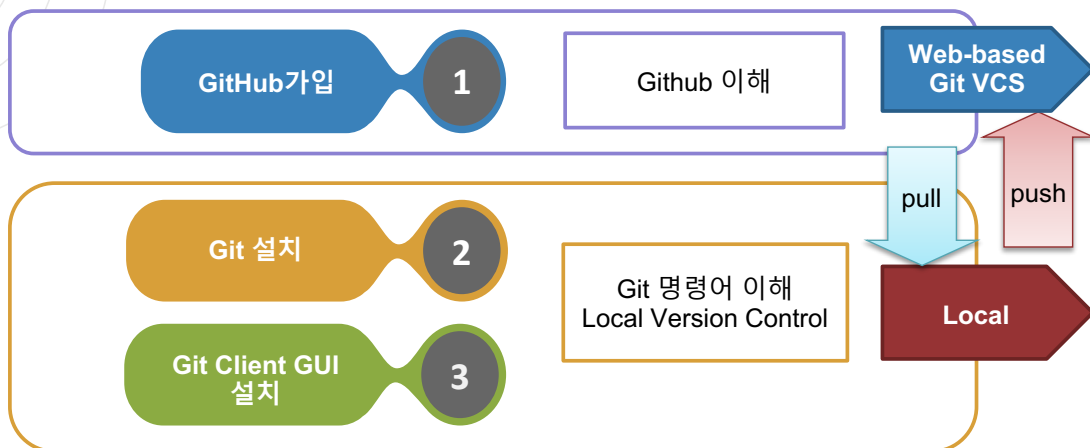 GitHub가입
1
Github 이해
Web-based
Git VCS
pull
push
Git 설치
2
Git 명령어 이해
Local Version Control
Local
Git Client GUI
설치
3